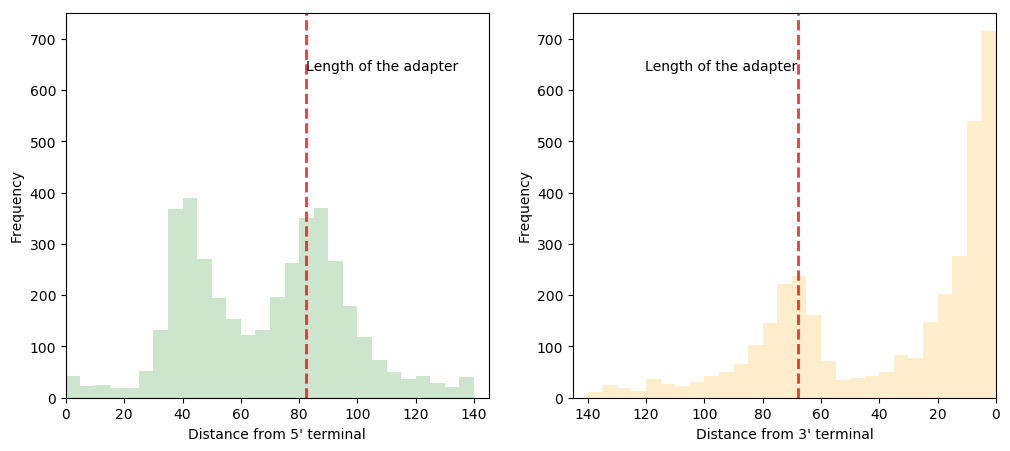 700
600
500
400
300
200
100
0
Frequency
Length of the adapter
0 20 40 60 80 100 120 140
Distance from 5' terminal
700
600
500
400
300
200
100
0
Frequency
Length of the adapter
140 120 100 80 60 40 20 0
Distance from 3' terminal